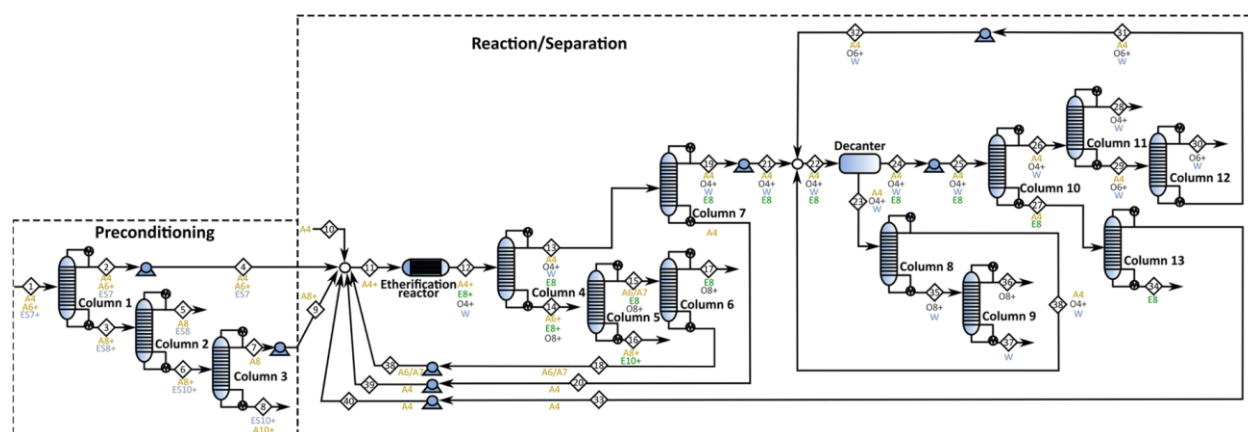 Reaction/Separation
Preconditioning
1
A4
A6+
ES7+
Column 1
2
A4
A6+
ES7
4
A4
A6+
ES7
3
A8+
ES8+
Column 2
5
A8
ES8
6
A8+
ES10+
Column 3
7
A8
8
ES10+
A10+
9
A8+
10
A4
11
A4+
Etherification
reactor
12
A4+
E8+
O4+
W
Column 4
13
A4
O4+
W
E8
14
A6+
E8+
O8+
Column 5
15
A6/A7
E8
O8+
16
A8+
E10+
Column 6
17
E8
O8+
18
A6/A7
38
A6/A7
39
A4
20
A4
40
A4
33
A4
Column 7
A4
19
A4
O4+
W
E8
21
A4
O4+
W
E8
22
A4
O4+
W
E8
Decanter
23
A4
O4+
W
24
A4
O4+
W
E8
25
A4
O4+
W
E8
Column 8
35
O8+
W
Column 9
36
O8+
37
W
38
A4
O4+
W
Column 10
26
A4
O4+
W
27
A4
E8
Column 11
28
O4+
W
29
A4
O6+
W
Column 12
30
O6+
W
31
A4
O6+
W
32
A4
O6+
W
Column 13
34
E8